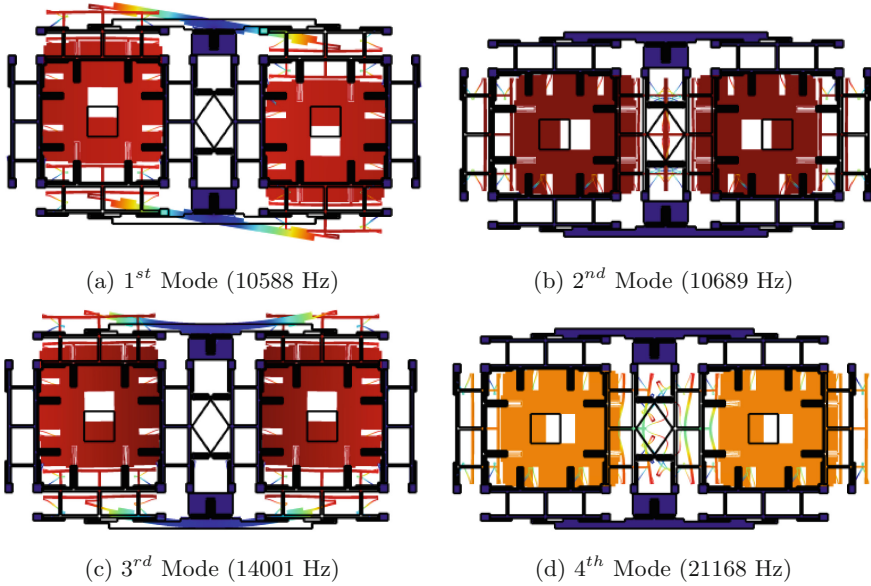 (a) 1st Mode (10588 Hz)
(b) 2nd Mode (10689 Hz)
(c) 3rd Mode (14001 Hz)
(d) 4th Mode (21168 Hz)